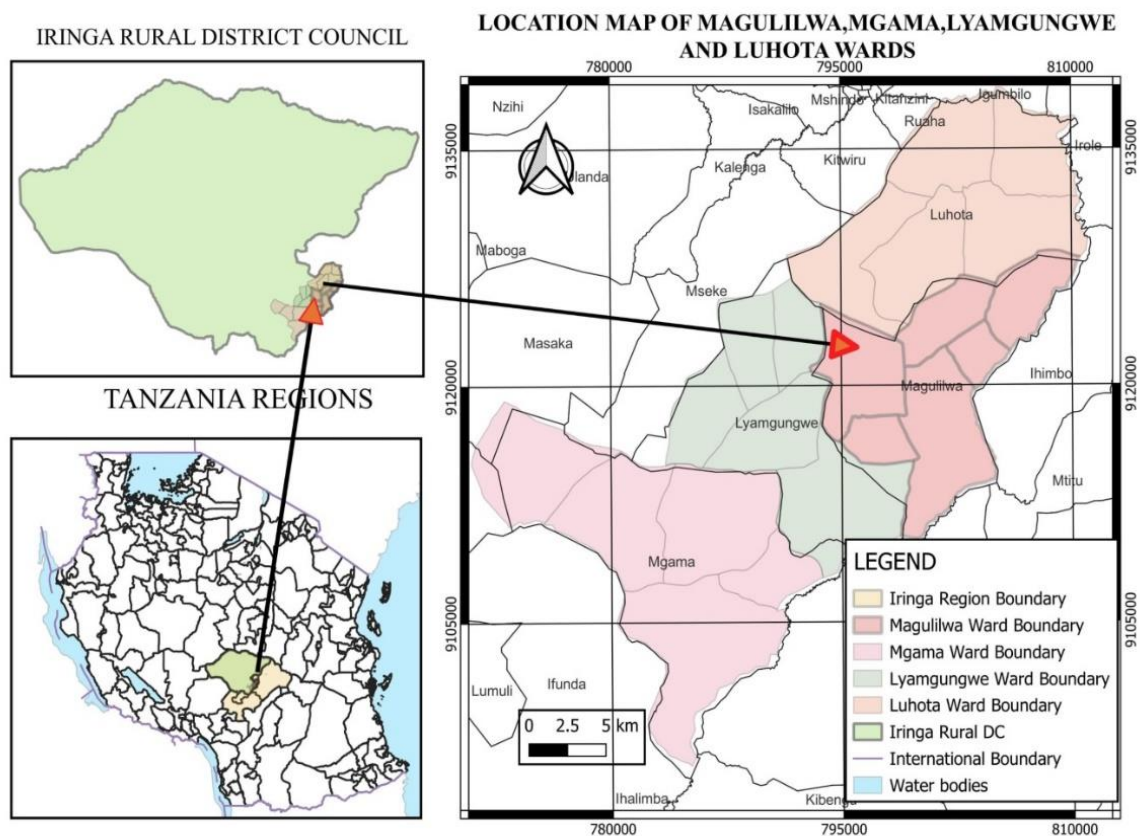 IRINGA RURAL DISTRICT COUNCIL
TANZANIA REGIONS
LOCATION MAP OF MAGULILWA,MGAMA,LYAMGUNGWE
AND LUHOTA WARDS
780000
795000
810000
9135000
9120000
9105000
9135000
9120000
9105000
Nzihi
Isakalilo
Mshindo
Kitanzini
Igumbilo
Ruaha
Irole
Kalenga
Kitwiru
Ulanda
Luhota
Maboga
Mseke
Masaka
Ihimbo
Magulilwa
Lyamgungwe
Mtitu
Mgama
Lumuli
Ifunda
Ihalimba
0 2.5 5 km
LEGEND
Iringa Region Boundary
Magulilwa Ward Boundary
Mgama Ward Boundary
Lyamgungwe Ward Boundary
Luhota Ward Boundary
Iringa Rural DC
International Boundary
Water bodies
780000
795000
810000